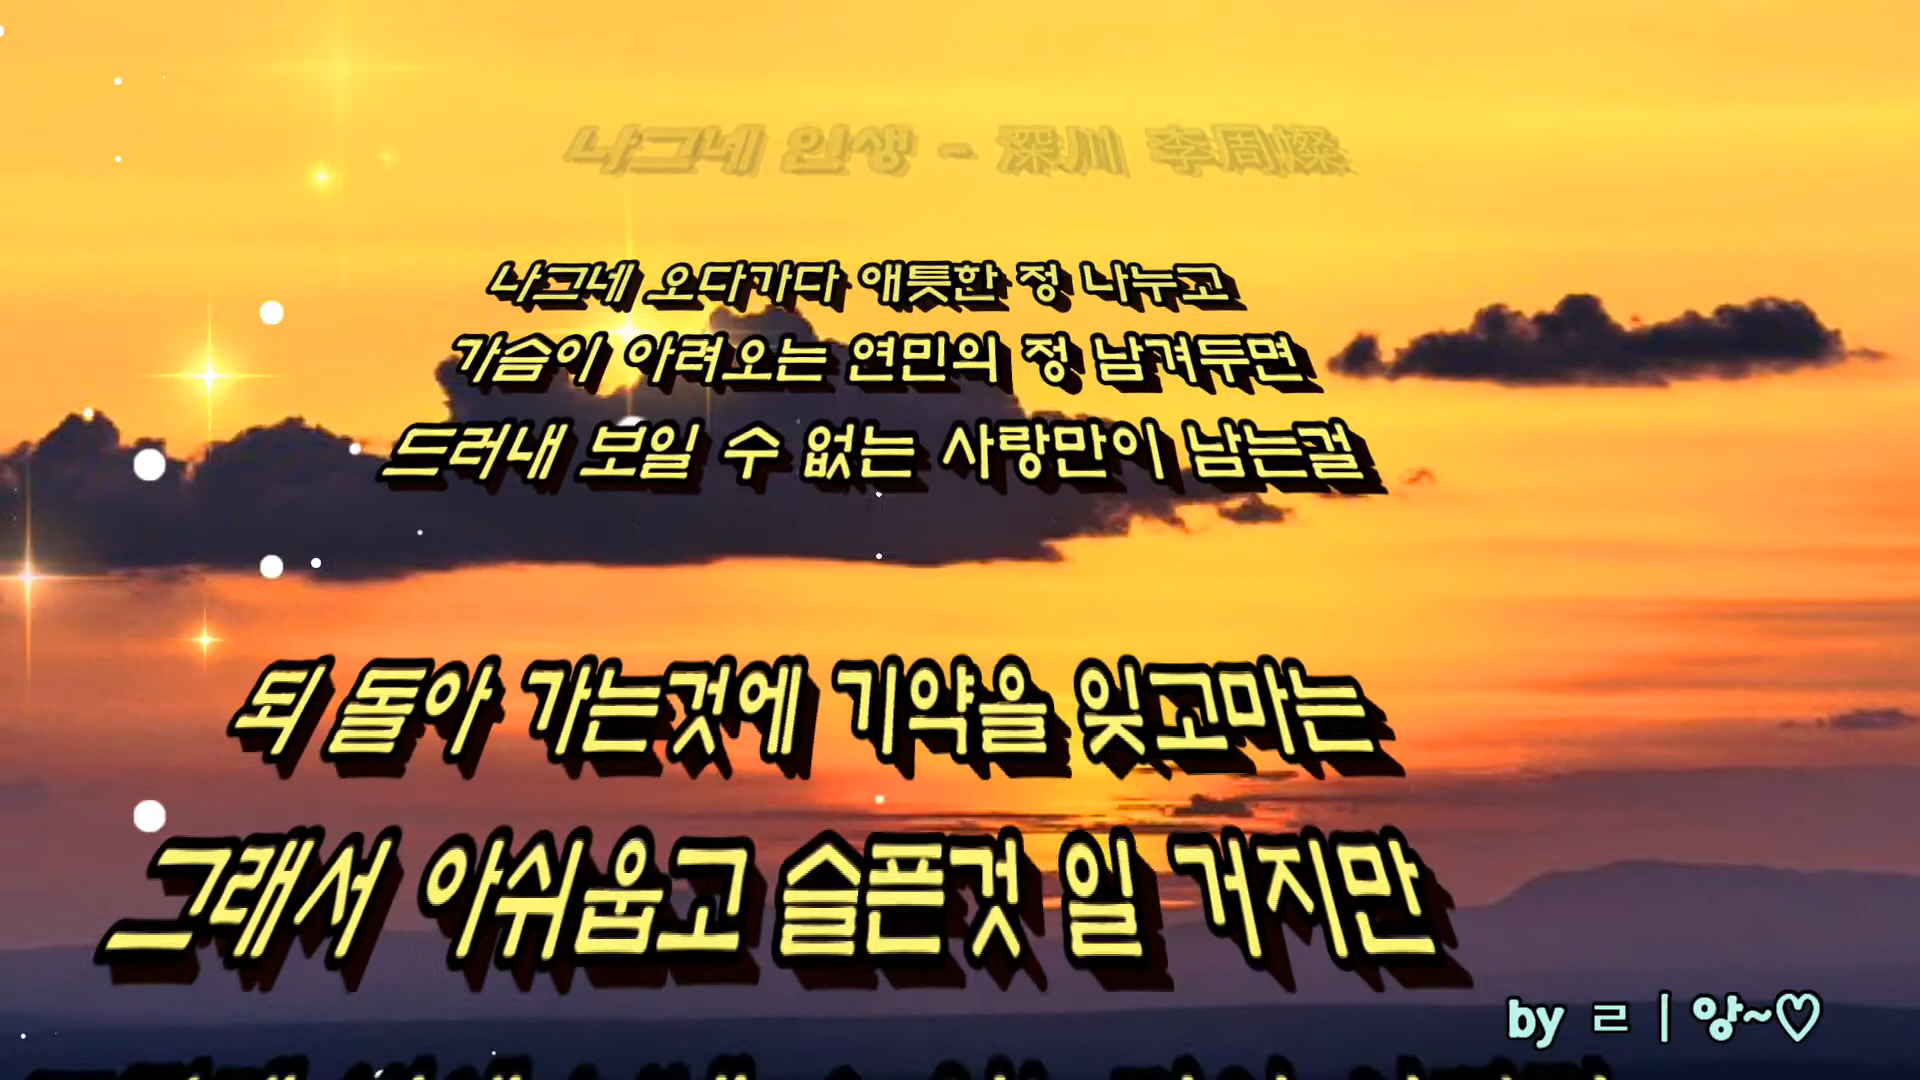 나그네 인생 - 深川 李周燦
나그네 오다가다 애틋한 정 나누고
가슴이 아려오는 연민의 정 남겨두면
드러내 보일 수 없는 사랑만이 남는걸
되 돌아 가는것에 기약을 잊고마는
그래서 아쉬웁고 슬픈것 일 거지만
by ㄹㅣ앙~♡